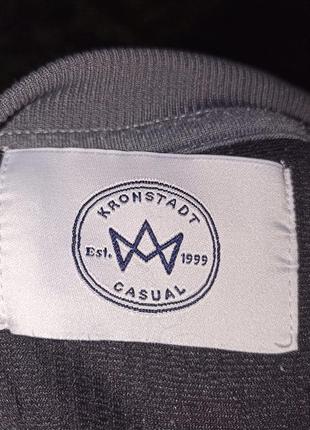 KRONSTADT
Est. 1999
CASUAL